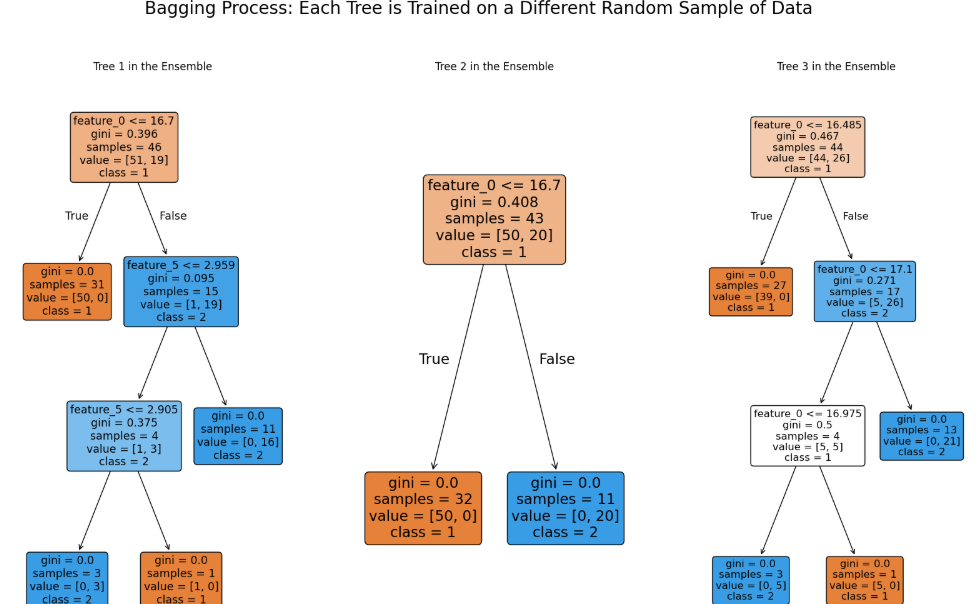 Bagging Process: Each Tree is Trained on a Different Random Sample of Data
Tree 1 in the Ensemble
feature_0 <= 16.7
gini = 0.396
samples = 46
value = [51, 19]
class = 1
True
False
gini = 0.0
samples = 31
value = [50, 0]
class = 1
feature_5 <= 2.959
gini = 0.095
samples = 15
value = [1, 19]
class = 2
feature_5 <= 2.905
gini = 0.375
samples = 4
value = [1, 3]
class = 2
gini = 0.0
samples = 11
value = [0, 16]
class = 2
gini = 0.0
samples = 3
value = [0, 3]
class = 2
gini = 0.0
samples = 1
value = [1, 0]
class = 1
Tree 2 in the Ensemble
feature_0 <= 16.7
gini = 0.408
samples = 43
value = [50, 20]
class = 1
True
False
gini = 0.0
samples = 32
value = [50, 0]
class = 1
gini = 0.0
samples = 11
value = [0, 20]
class = 2
Tree 3 in the Ensemble
feature_0 <= 16.485
gini = 0.467
samples = 44
value = [44, 26]
class = 1
True
False
gini = 0.0
samples = 27
value = [39, 0]
class = 1
feature_0 <= 17.1
gini = 0.271
samples = 17
value = [5, 26]
class = 2
feature_0 <= 16.975
gini = 0.5
samples = 4
value = [5, 5]
class = 1
gini = 0.0
samples = 13
value = [0, 21]
class = 2
gini = 0.0
samples = 3
value = [0, 5]
class = 2
gini = 0.0
samples = 1
value = [5, 0]
class = 1